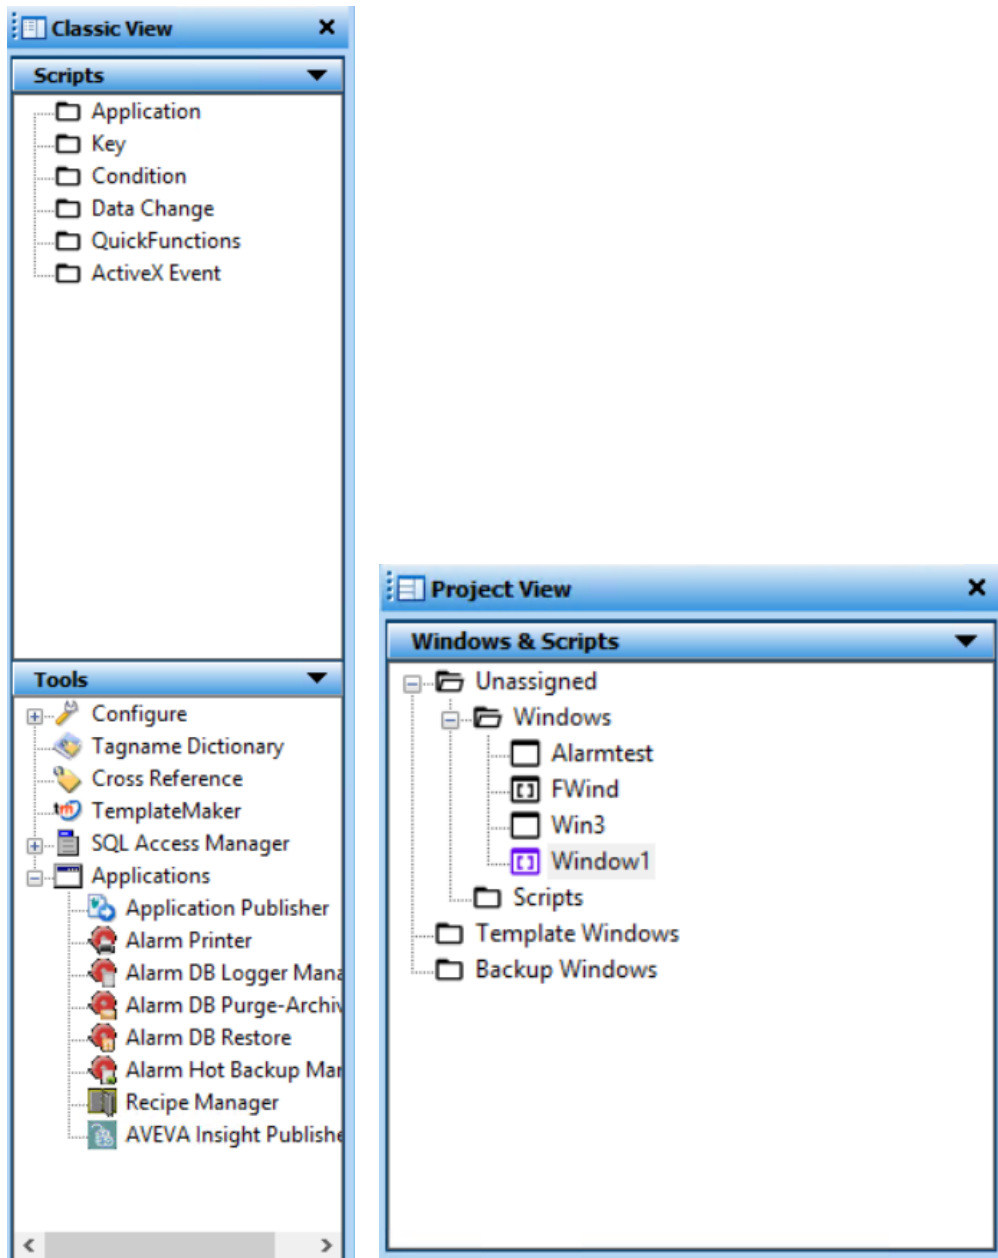 Classic View
Scripts
Application
Key
Condition
Data Change
QuickFunctions
ActiveX Event
Tools
Configure
Tagname Dictionary
Cross Reference
TemplateMaker
SQL Access Manager
Applications
Application Publisher
Alarm Printer
Alarm DB Logger Mana
Alarm DB Purge-Archiv
Alarm DB Restore
Alarm Hot Backup Mar
Recipe Manager
AVEVA Insight Publishe
Project View
Windows & Scripts
Unassigned
Windows
Alarmtest
FWind
Win3
Window1
Scripts
Template Windows
Backup Windows